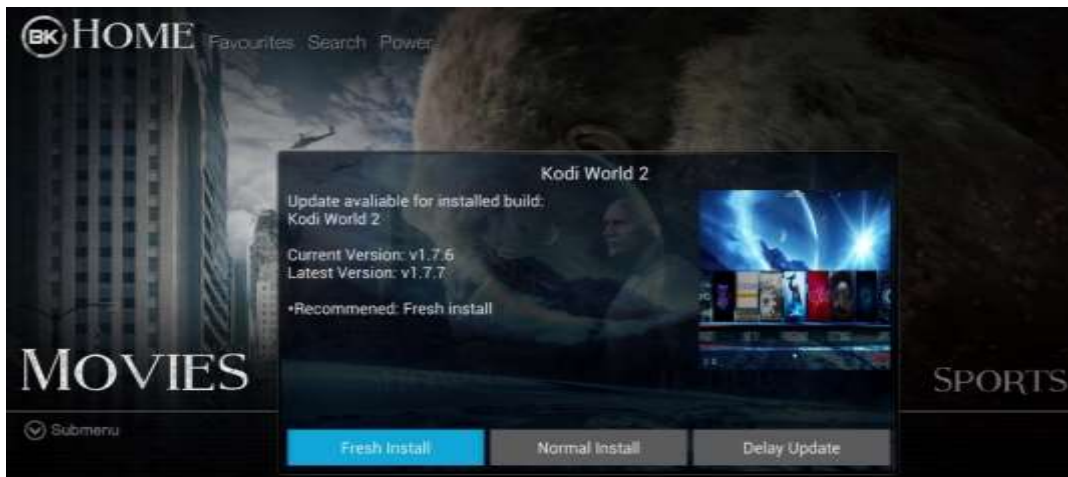 BK HOME Favourites Search Power
Kodi World 2
Update avaliable for installed build:
Kodi World 2
Current Version: v1.7.6
Latest Version: v1.7.7
•Recommened: Fresh install
MOVIES
SPORTS
Submenu
Fresh Install Normal Install Delay Update